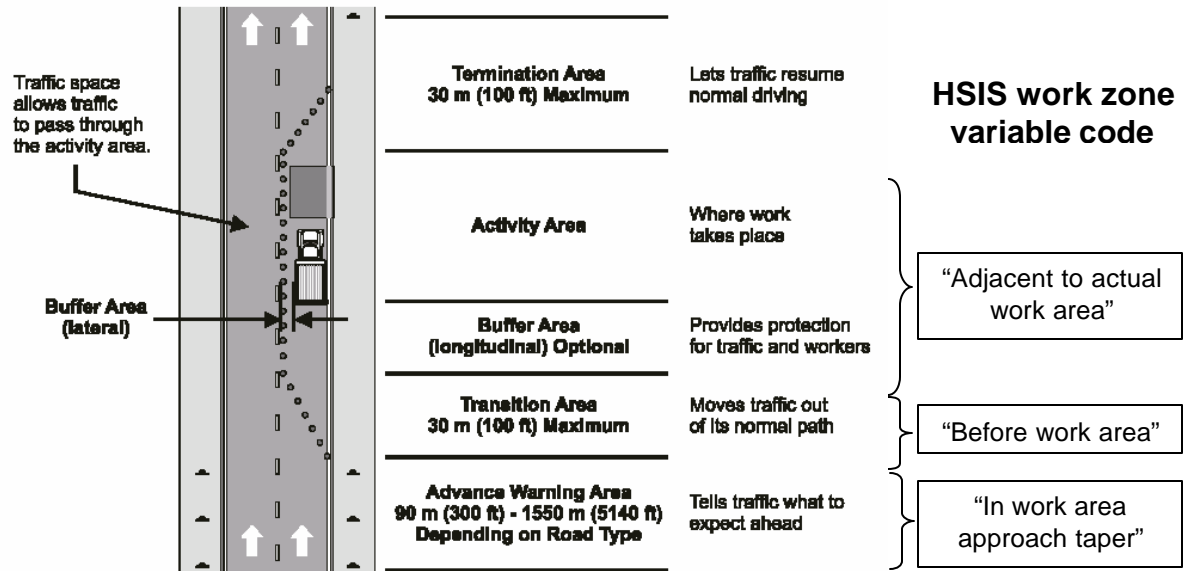 Traffic space
allows traffic
to pass through
the activity area.
Buffer Area
(lateral)
Termination Area
30 m (100 ft) Maximum
Lets traffic resume
normal driving
Activity Area
Where work
takes place
Buffer Area
(longitudinal) Optional
Provides protection
for traffic and workers
Transition Area
30 m (100 ft) Maximum
Moves traffic out
of its normal path
Advance Warning Area
90 m (300 ft) - 1550 m (5140 ft)
Depending on Road Type
Tells traffic what to
expect ahead
HSIS work zone
variable code
“Adjacent to actual
work area”
“Before work area”
“In work area
approach taper”